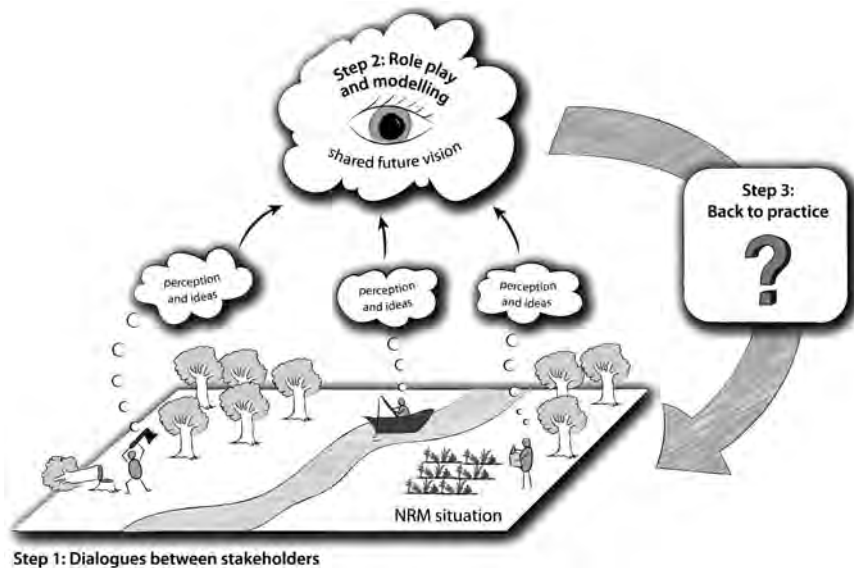 Step 2: Role play
and modelling
shared future vision
Step 3:
Back to practice
?
perception
and ideas
perception
and ideas
perception
and ideas
NRM situation
Step 1: Dialogues between stakeholders